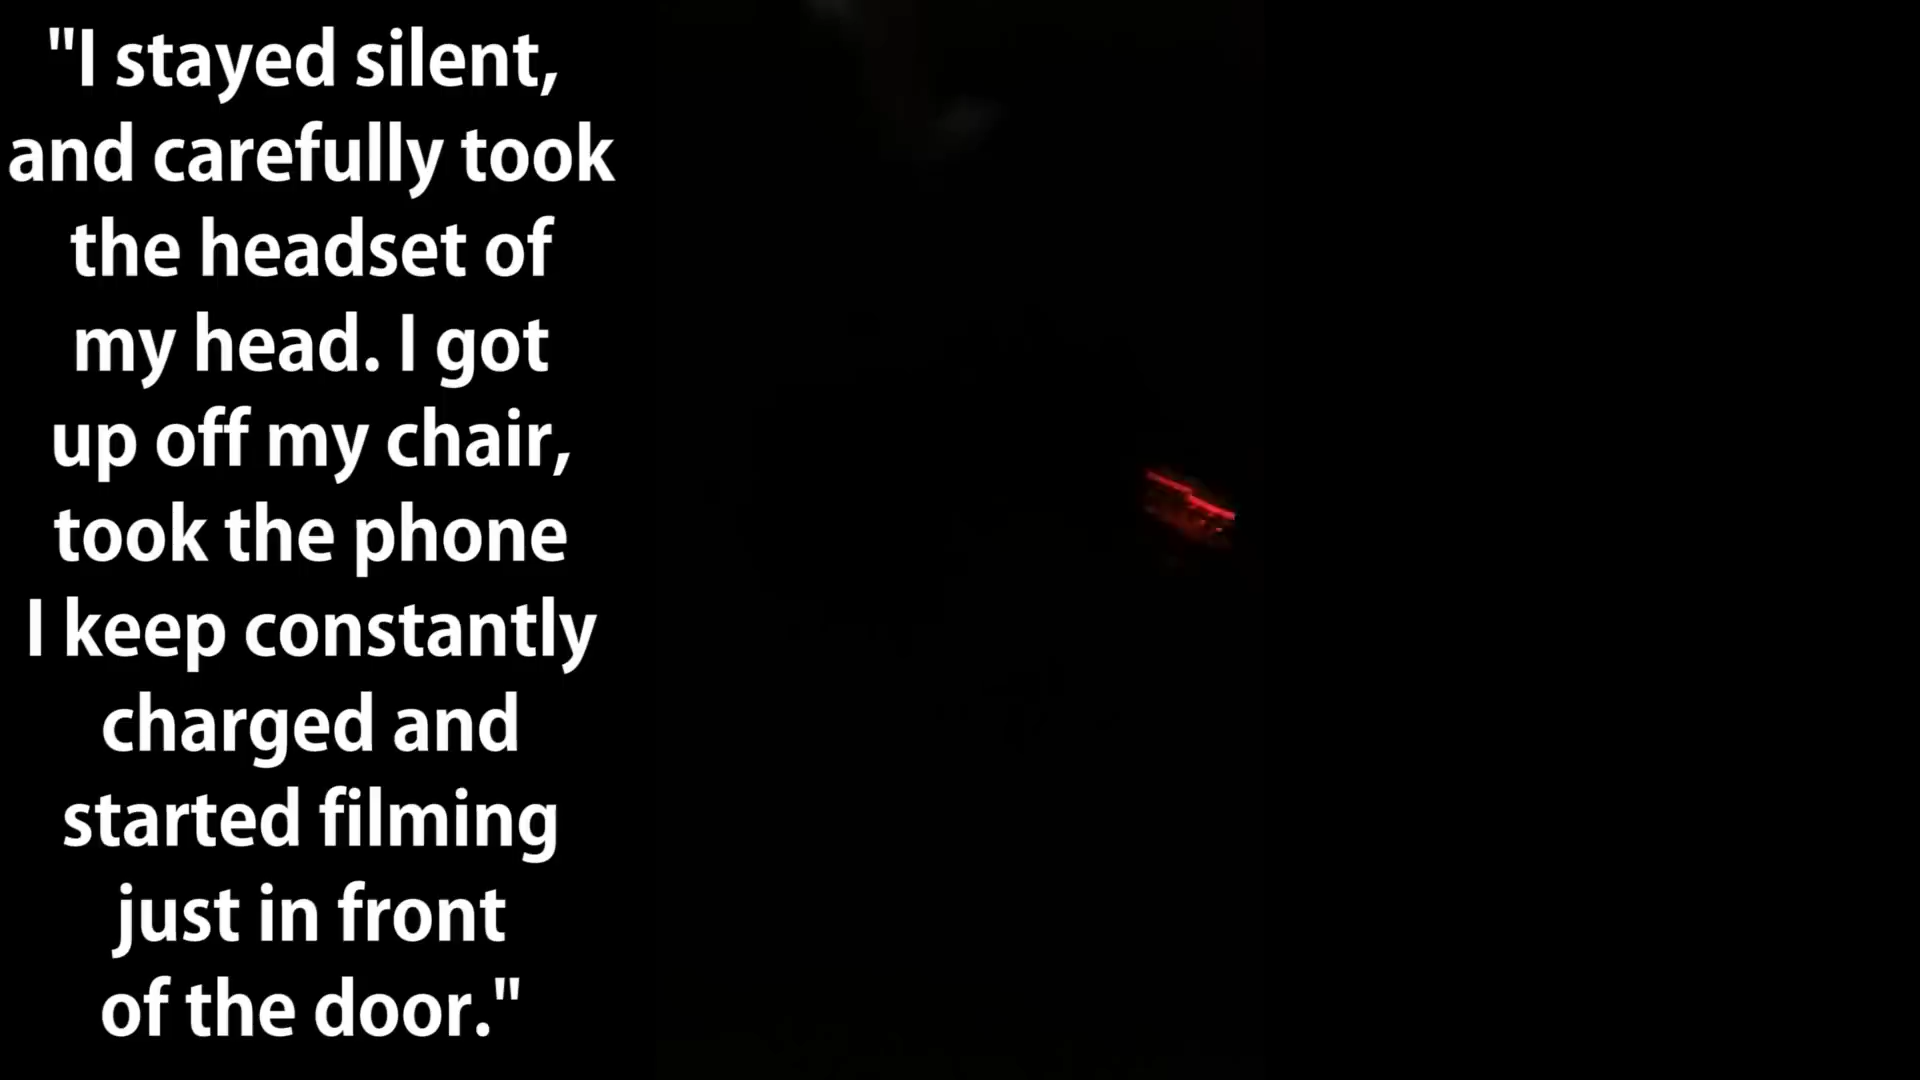 "I stayed silent,
and carefully took
the headset of
my head. I got
up off my chair,
took the phone
I keep constantly
charged and
started filming
just in front
of the door."